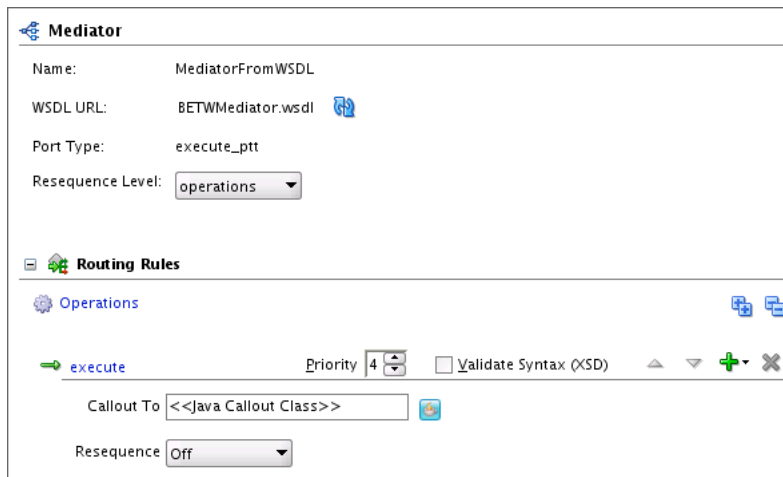 Mediator
Name: MediatorFromWSDL
WSDL URL: BETWMediator.wsdl
Port Type: execute_ptt
Resequence Level: operations
Routing Rules
Operations
execute Priority 4 Validate Syntax (XSD)
Callout To <<Java Callout Class>>
Resequence Off